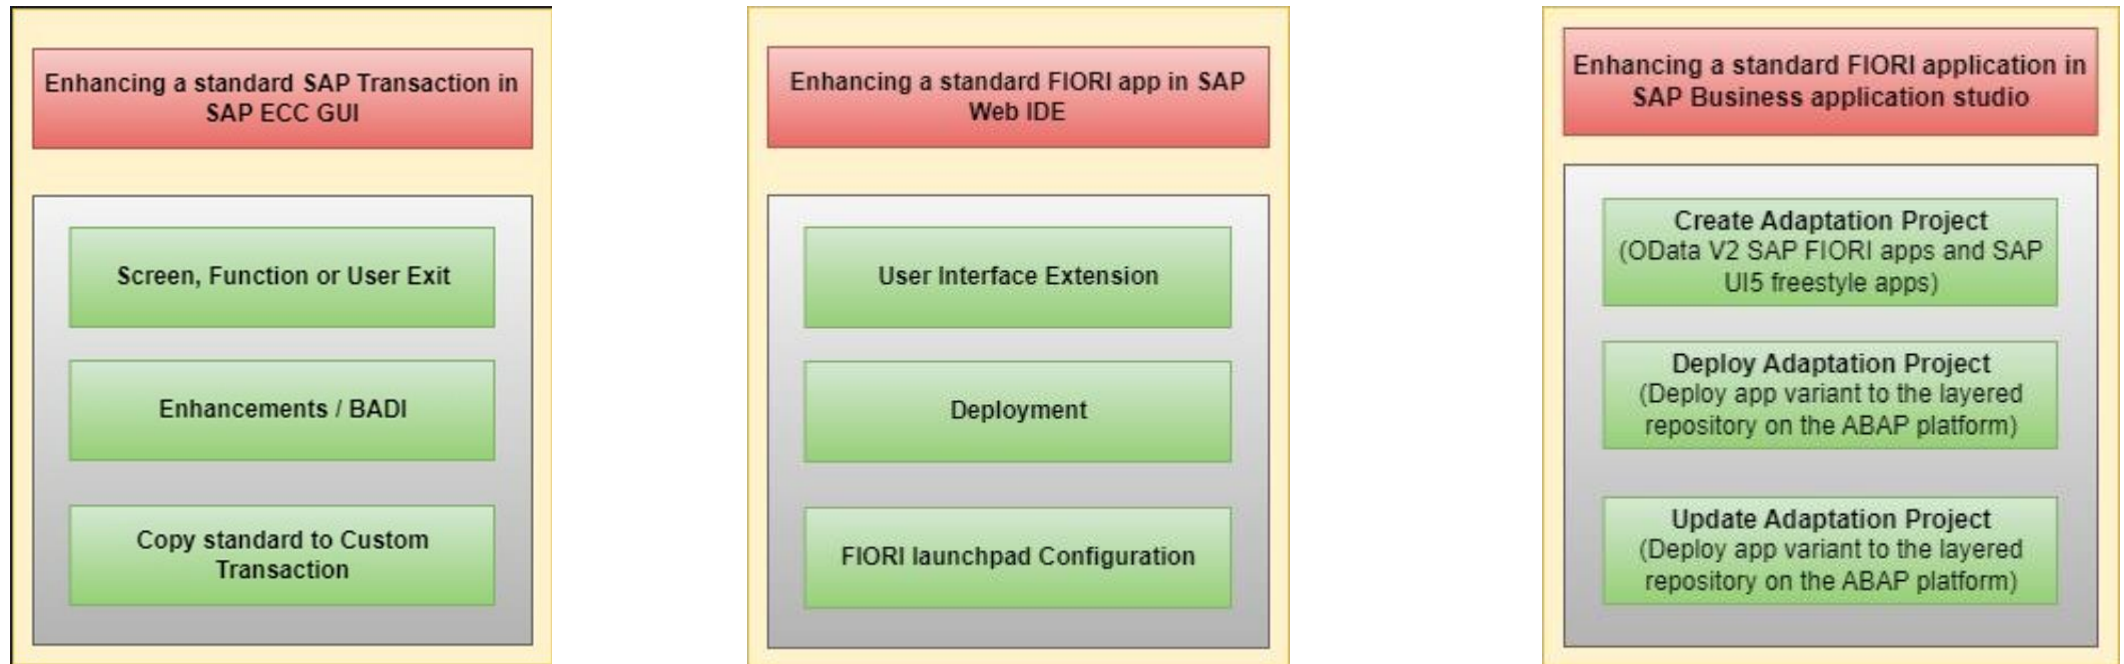 Enhancing a standard SAP Transaction in
SAP ECC GUI
Screen, Function or User Exit
Enhancements / BADI
Copy standard to Custom
Transaction
Enhancing a standard FIORI app in SAP
Web IDE
User Interface Extension
Deployment
FIORI launchpad Configuration
Enhancing a standard FIORI application in
SAP Business application studio
Create Adaptation Project
(OData V2 SAP FIORI apps and SAP
UI5 freestyle apps)
Deploy Adaptation Project
(Deploy app variant to the layered
repository on the ABAP platform)
Update Adaptation Project
(Deploy app variant to the layered
repository on the ABAP platform)